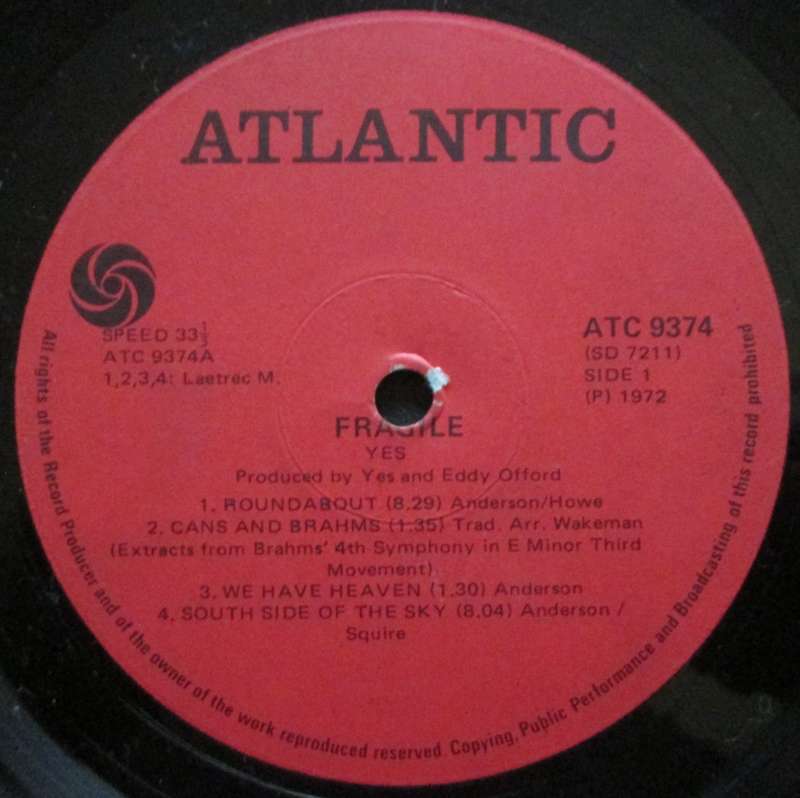 ATLANTIC
SPEED 33⅓
ATC 9374A
1,2,3,4: Laetrec M.
ATC 9374
(SD 7211)
SIDE 1
(P) 1972
FRAGILE
YES
Produced by Yes and Eddy Offord
1. ROUNDABOUT (8.29) Anderson/Howe
2. CANS AND BRAHMS (1.35) Trad. Arr. Wakeman
(Extracts from Brahms' 4th Symphony in E Minor Third
Movement)
3. WE HAVE HEAVEN (1.30) Anderson
4. SOUTH SIDE OF THE SKY (8.04) Anderson /
Squire
All rights of the Record Producer and of the owner of the work reproduced reserved. Copying, Public Performance and Broadcasting of this record prohibited